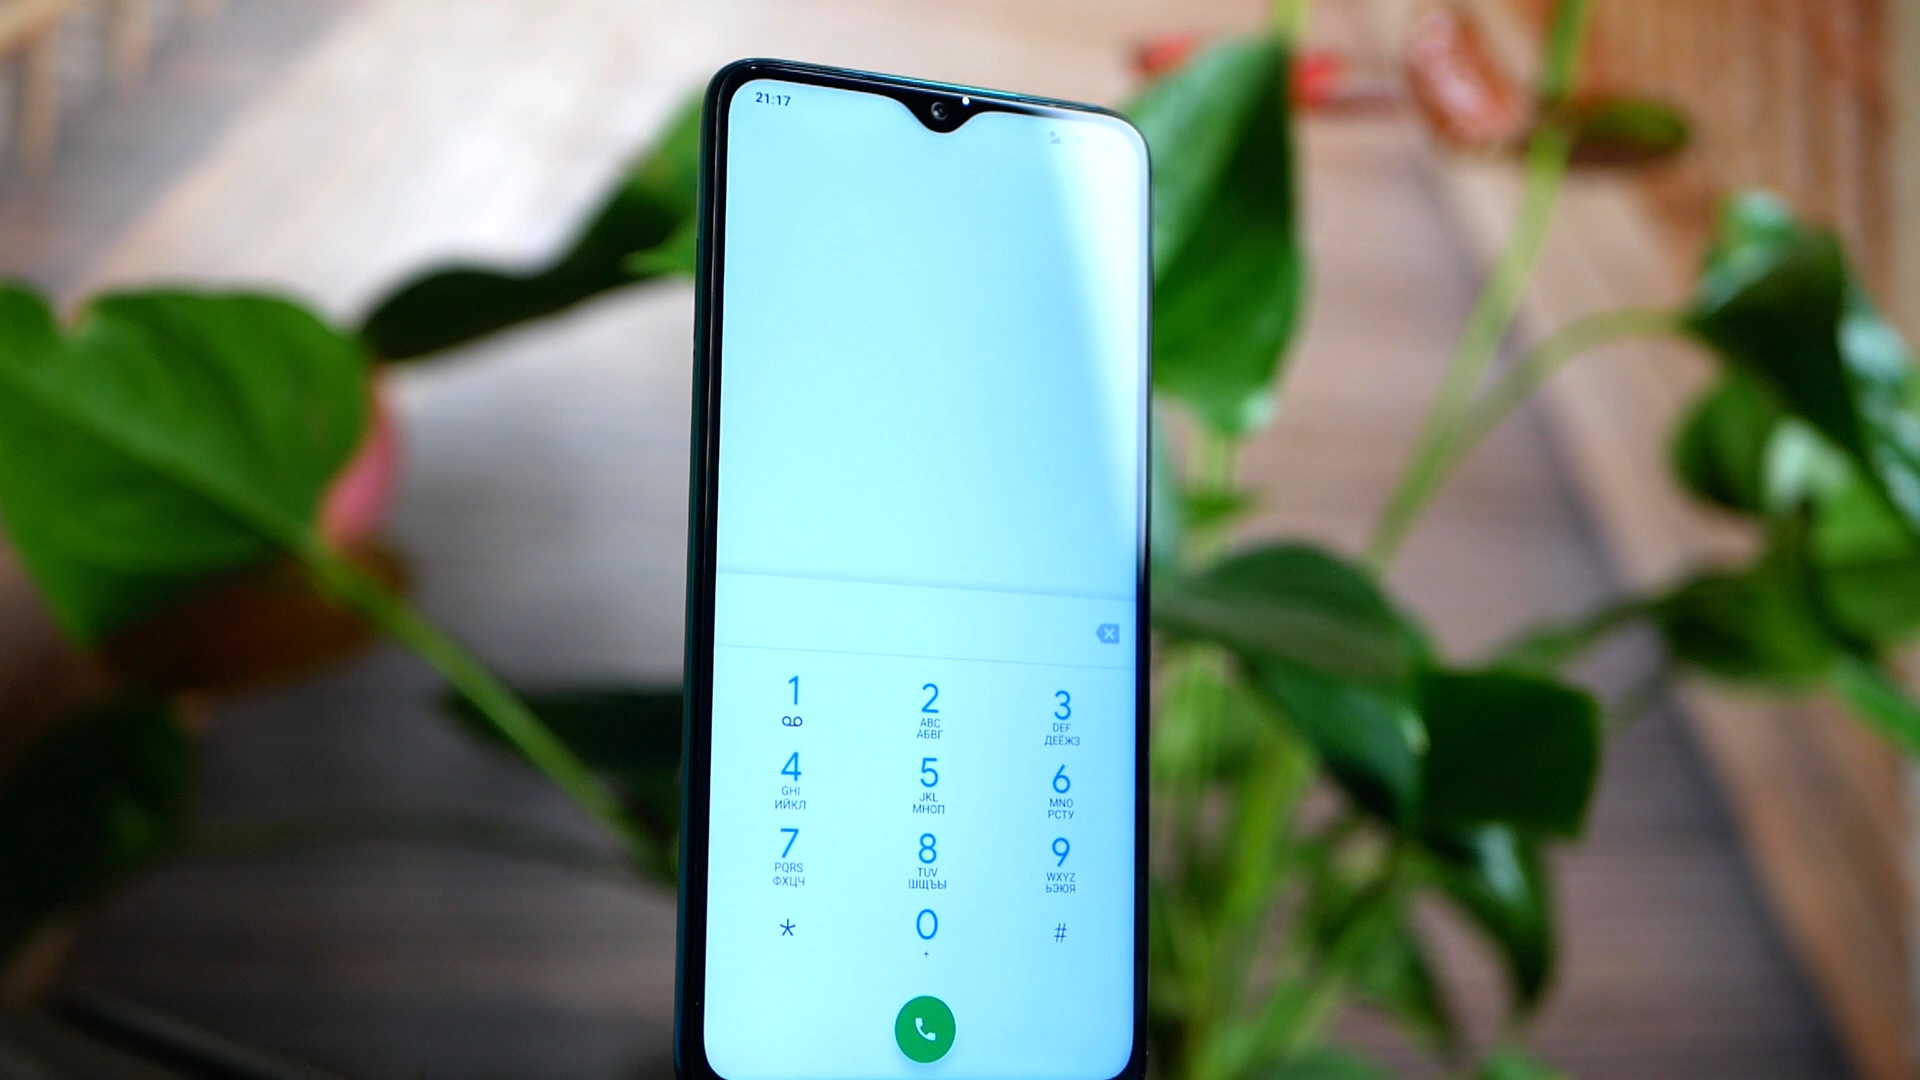 21:17
1 2 3
ABC DEF
АБВГ ДЕЁЖЗ
4 5 6
GHI JKL MNO
ИЙКЛ МНОП РСТУ
7 8 9
PQRS TUV WXYZ
ФХЦЧ ШЩЪЫ ЬЭЮЯ
* 0 #
+